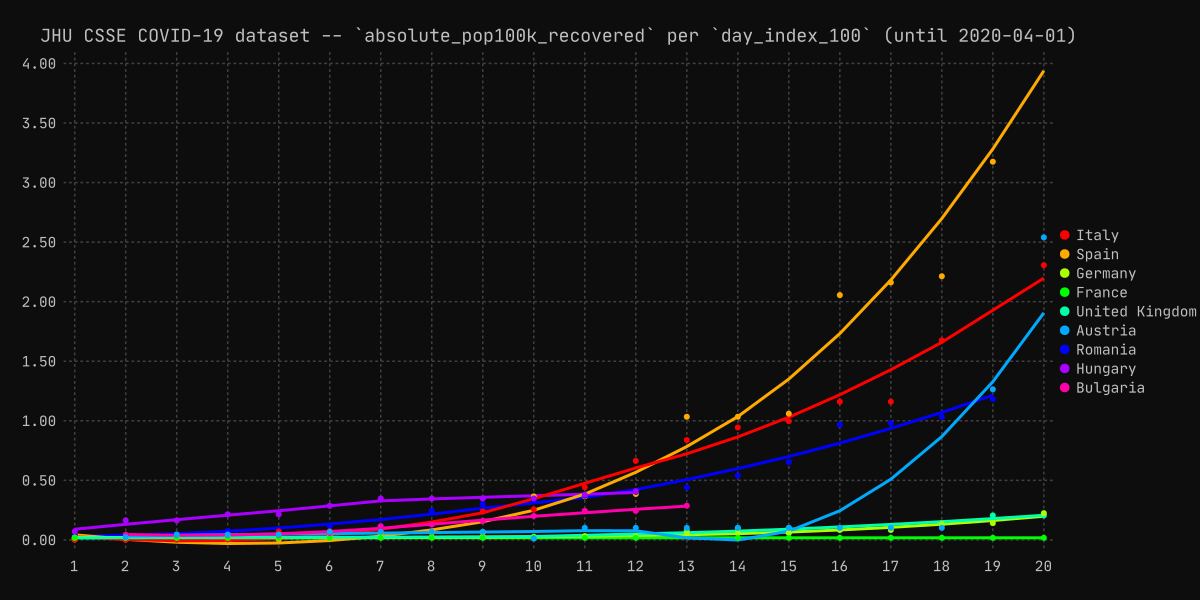 JHU CSSE COVID-19 dataset -- `absolute_pop100k_recovered` per `day_index_100` (until 2020-04-01)
4.00
3.50
3.00
2.50
2.00
1.50
1.00
0.50
0.00
1 2 3 4 5 6 7 8 9 10 11 12 13 14 15 16 17 18 19 20
Italy
Spain
Germany
France
United Kingdom
Austria
Romania
Hungary
Bulgaria